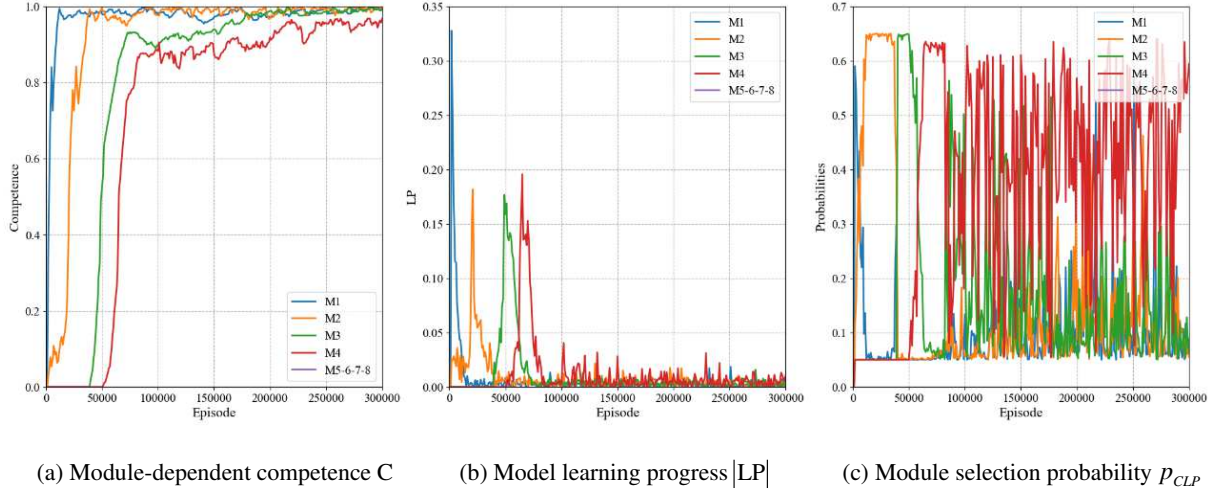 1.0
0.8
0.6
0.4
0.2
0.0
Competence
0
50000
100000
150000
200000
250000
300000
Episode
M1
M2
M3
M4
M5-6-7-8
0.35
0.30
0.25
0.20
0.15
0.10
0.05
0.00
LP
0
50000
100000
150000
200000
250000
300000
Episode
M1
M2
M3
M4
M5-6-7-8
0.7
0.6
0.5
0.4
0.3
0.2
0.1
0.0
Probabilities
0
50000
100000
150000
200000
250000
300000
Episode
M1
M2
M3
M4
M5-6-7-8
(a) Module-dependent competence C
(b) Model learning progress |LP|
(c) Module selection probability p_CLP